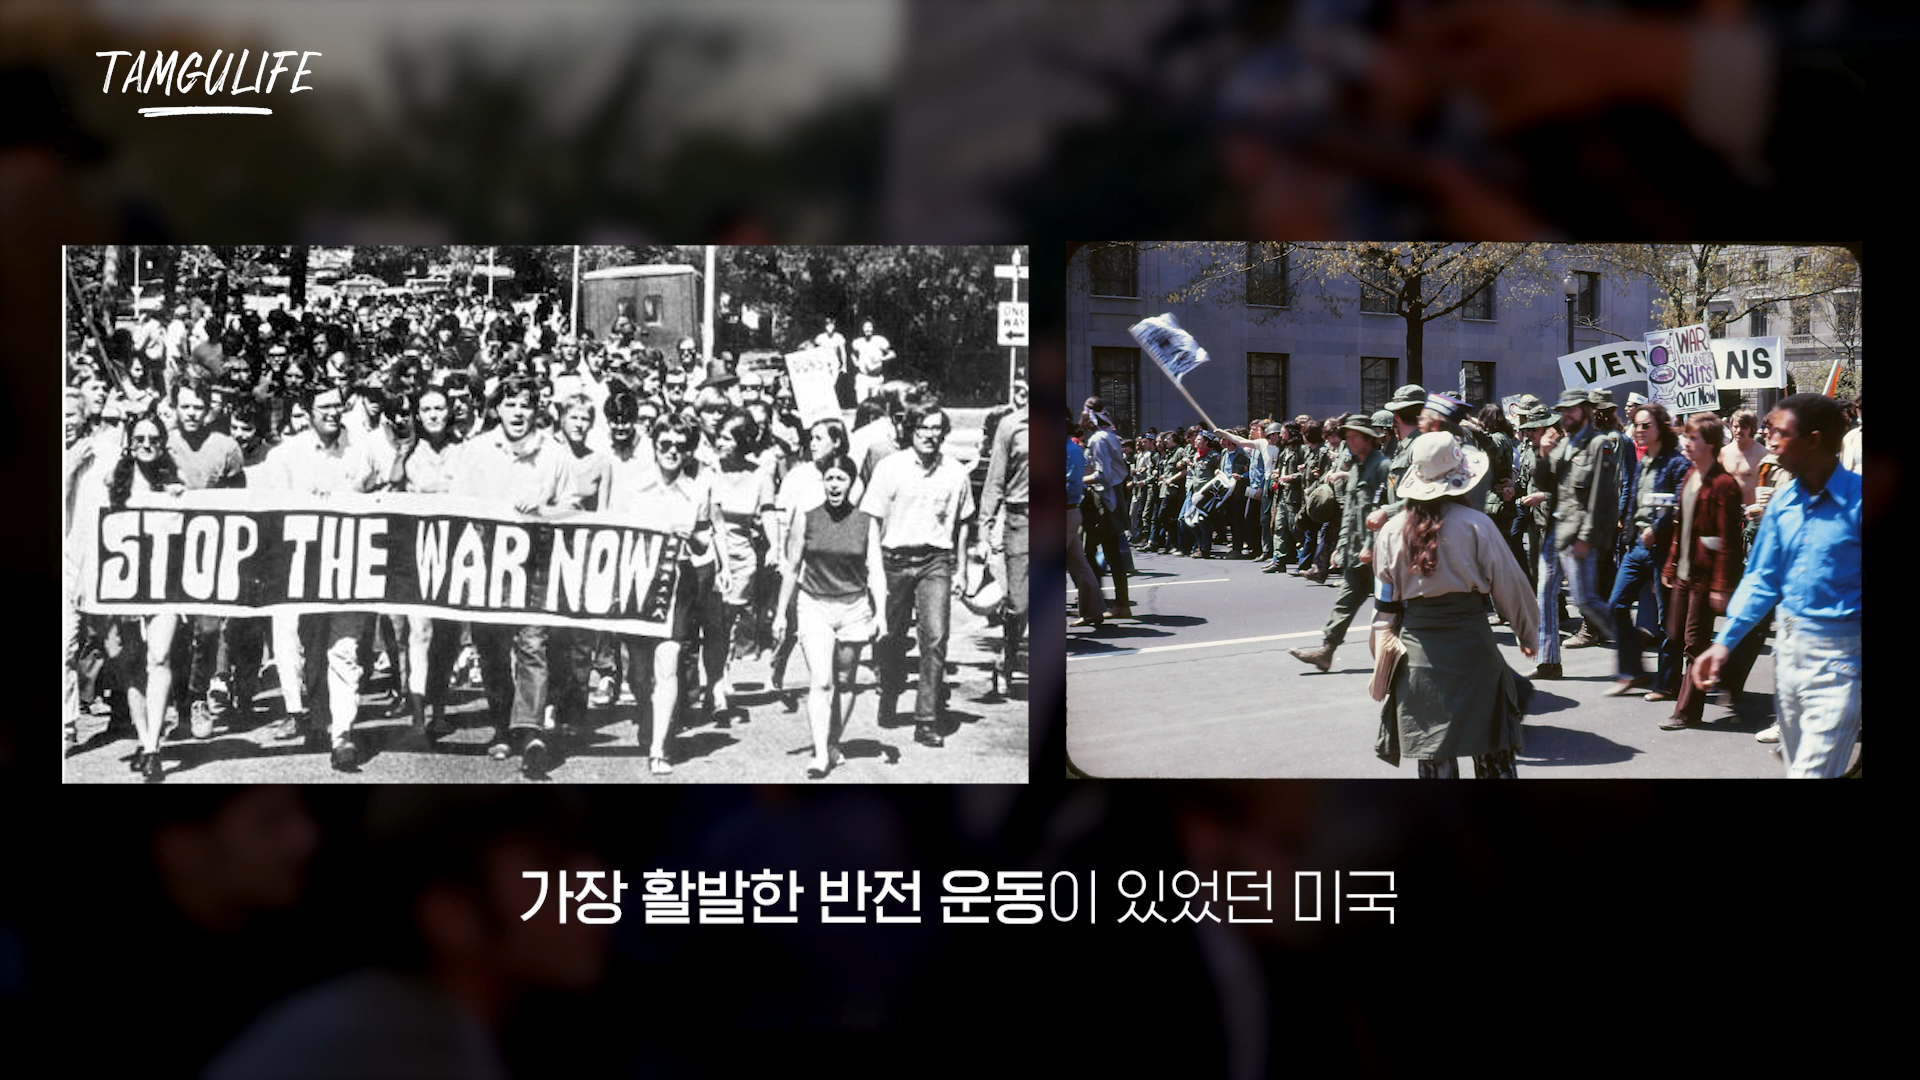 TAMGULIFE
STOP THE WAR NOW
ONE
WAY
VET
NS
WAR
SHITS
OUT NOW
가장 활발한 반전 운동이 있었던 미국